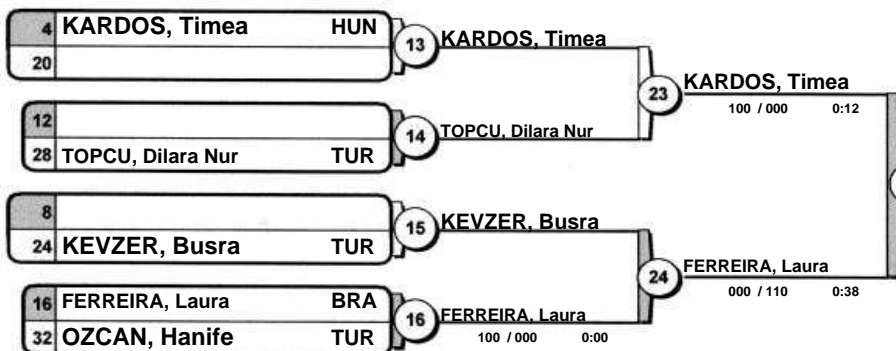 4 KARDOS, Timea HUN
20
13 KARDOS, Timea
12
28 TOPCU, Dilara Nur TUR
14 TOPCU, Dilara Nur
23 KARDOS, Timea
100 / 000 0:12
8
24 KEVZER, Busra TUR
15 KEVZER, Busra
16 FERREIRA, Laura BRA
32 OZCAN, Hanife TUR
16 FERREIRA, Laura
100 / 000 0:00
24 FERREIRA, Laura
000 / 110 0:38